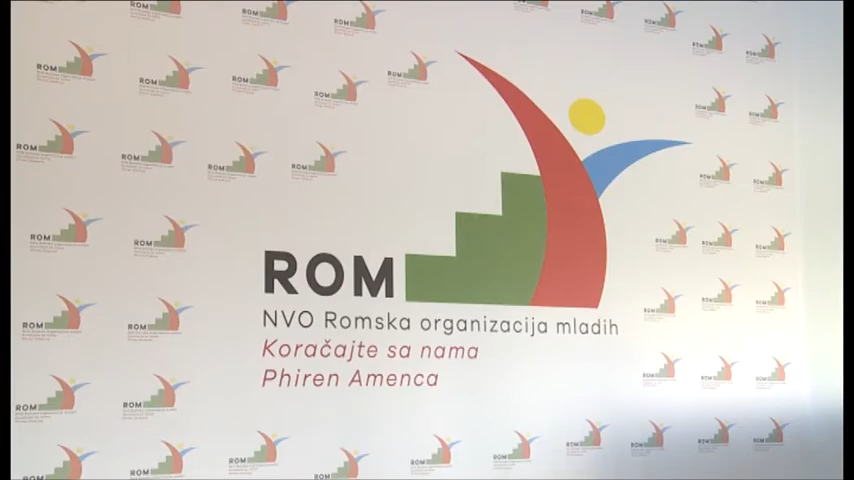 ROM
NVO Romska organizacija mladih
Koračajte sa nama
Phiren Amenca